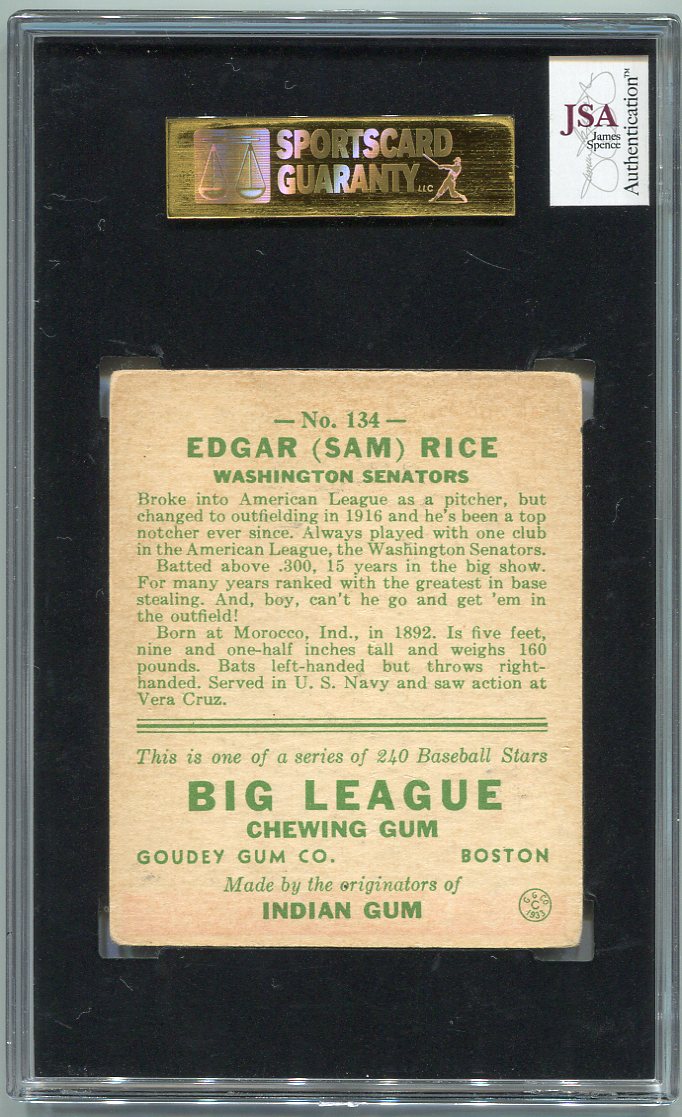 SPORTSCARD
GUARANTY LLC
JSA
James
Spence
Authentication™
— No. 134 —
EDGAR (SAM) RICE
WASHINGTON SENATORS
Broke into American League as a pitcher, but
changed to outfielding in 1916 and he's been a top
notcher ever since. Always played with one club
in the American League, the Washington Senators.
Batted above .300, 15 years in the big show.
For many years ranked with the greatest in base
stealing. And, boy, can't he go and get 'em in
the outfield!
Born at Morocco, Ind., in 1892. Is five feet,
nine and one-half inches tall and weighs 160
pounds. Bats left-handed but throws right-
handed. Served in U. S. Navy and saw action at
Vera Cruz.
This is one of a series of 240 Baseball Stars
BIG LEAGUE
CHEWING GUM
GOUDEY GUM CO. BOSTON
Made by the originators of
INDIAN GUM
G G CO
C
1933